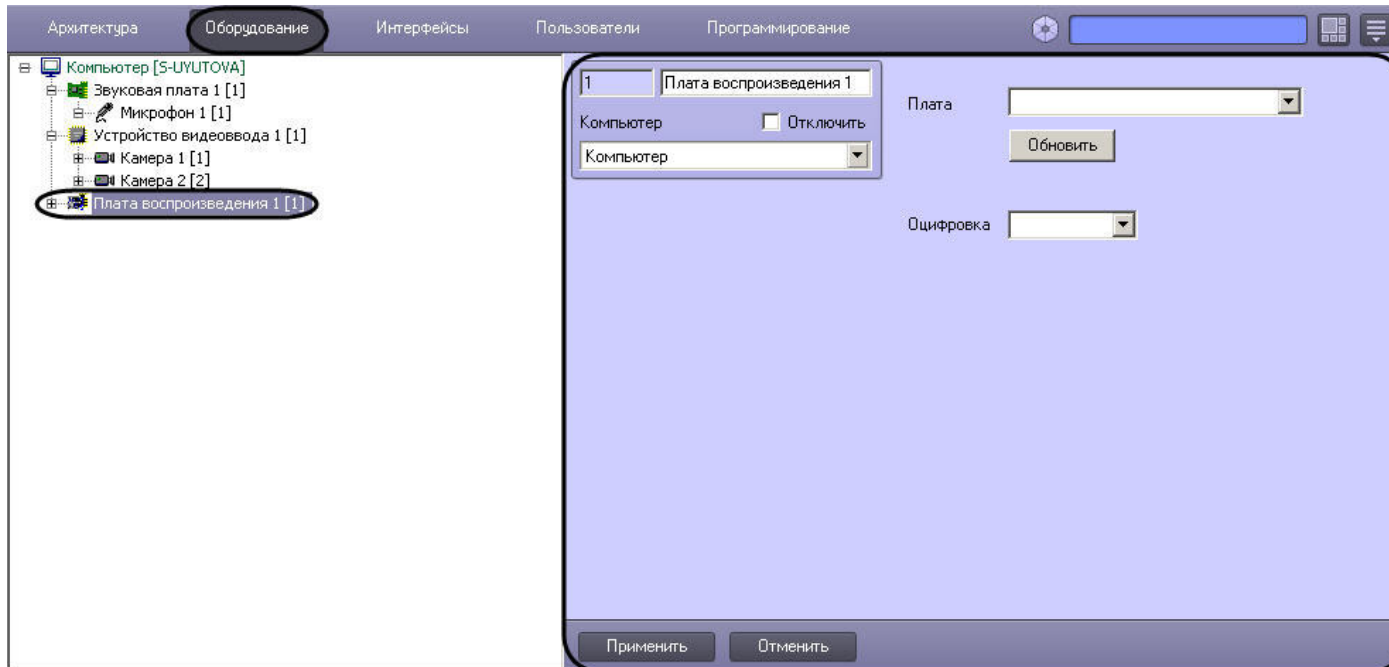 Архитектура Оборудование Интерфейсы Пользователи Программирование
Компьютер [S-UYUTOVA]
Звуковая плата 1 [1]
Микрофон 1 [1]
Устройство видеоввода 1 [1]
Камера 1 [1]
Камера 2 [2]
Плата воспроизведения 1 [1]
1 Плата воспроизведения 1
Компьютер Отключить
Компьютер
Плата
Обновить
Оцифровка
Применить Отменить